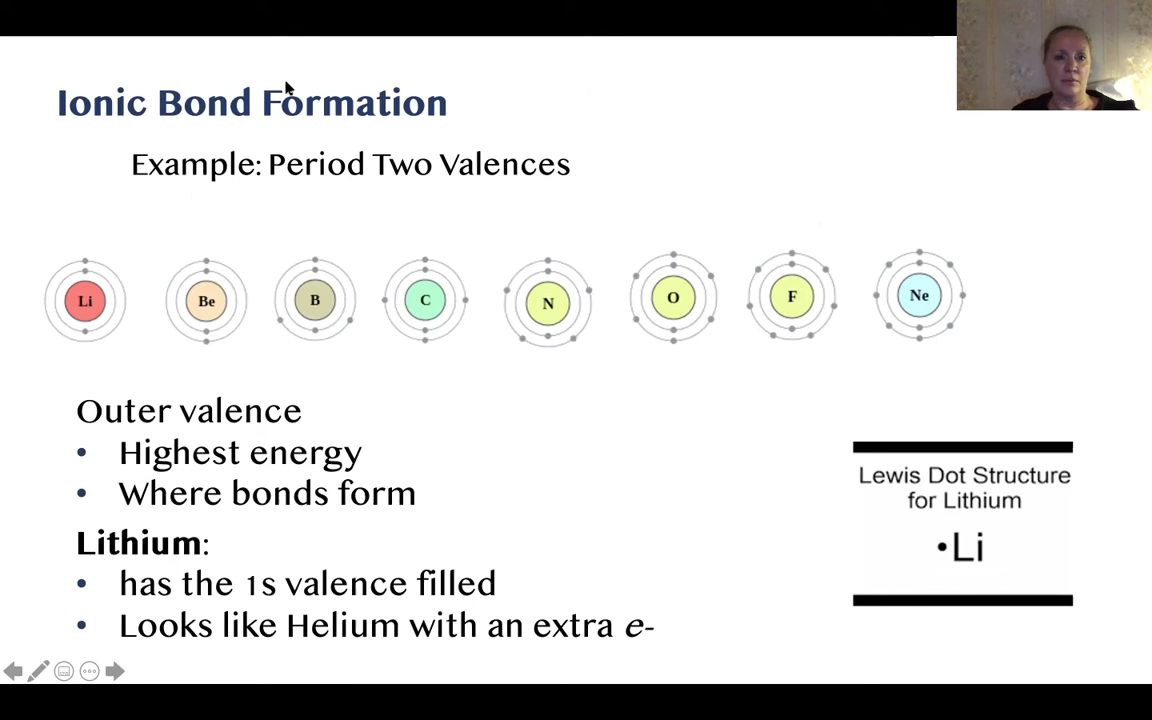 Ionic Bond Formation
Example: Period Two Valences
Li Be B C N O F Ne
Outer valence
• Highest energy
• Where bonds form
Lithium:
• has the 1s valence filled
• Looks like Helium with an extra e-
Lewis Dot Structure
for Lithium
•Li